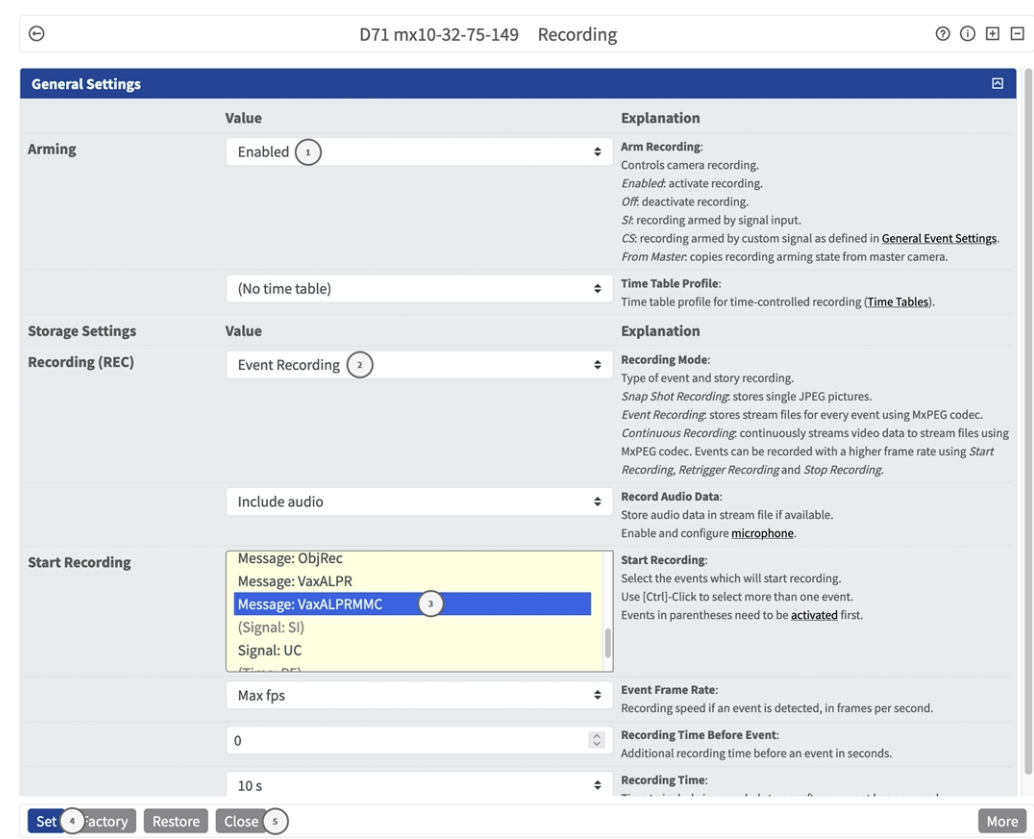 D71 mx10-32-75-149 Recording
General Settings
Value Explanation
Arming
Enabled 1
Arm Recording:
Controls camera recording.
Enabled: activate recording.
Off: deactivate recording.
SI: recording armed by signal input.
CS: recording armed by custom signal as defined in General Event Settings.
From Master: copies recording arming state from master camera.
(No time table)
Time Table Profile:
Time table profile for time-controlled recording (Time Tables).
Storage Settings Value Explanation
Recording (REC)
Event Recording 2
Recording Mode:
Type of event and story recording.
Snap Shot Recording: stores single JPEG pictures.
Event Recording: stores stream files for every event using MxPEG codec.
Continuous Recording: continuously streams video data to stream files using
MxPEG codec. Events can be recorded with a higher frame rate using Start
Recording, Retrigger Recording and Stop Recording.
Include audio
Record Audio Data:
Store audio data in stream file if available.
Enable and configure microphone.
Start Recording
Message: ObjRec
Message: VaxALPR
Message: VaxALPRMMC 3
(Signal: SI)
Signal: UC
Start Recording:
Select the events which will start recording.
Use [Ctrl]-Click to select more than one event.
Events in parentheses need to be activated first.
Max fps
Event Frame Rate:
Recording speed if an event is detected, in frames per second.
0
Recording Time Before Event:
Additional recording time before an event in seconds.
10 s
Recording Time:
Set 4 actory Restore Close 5 More